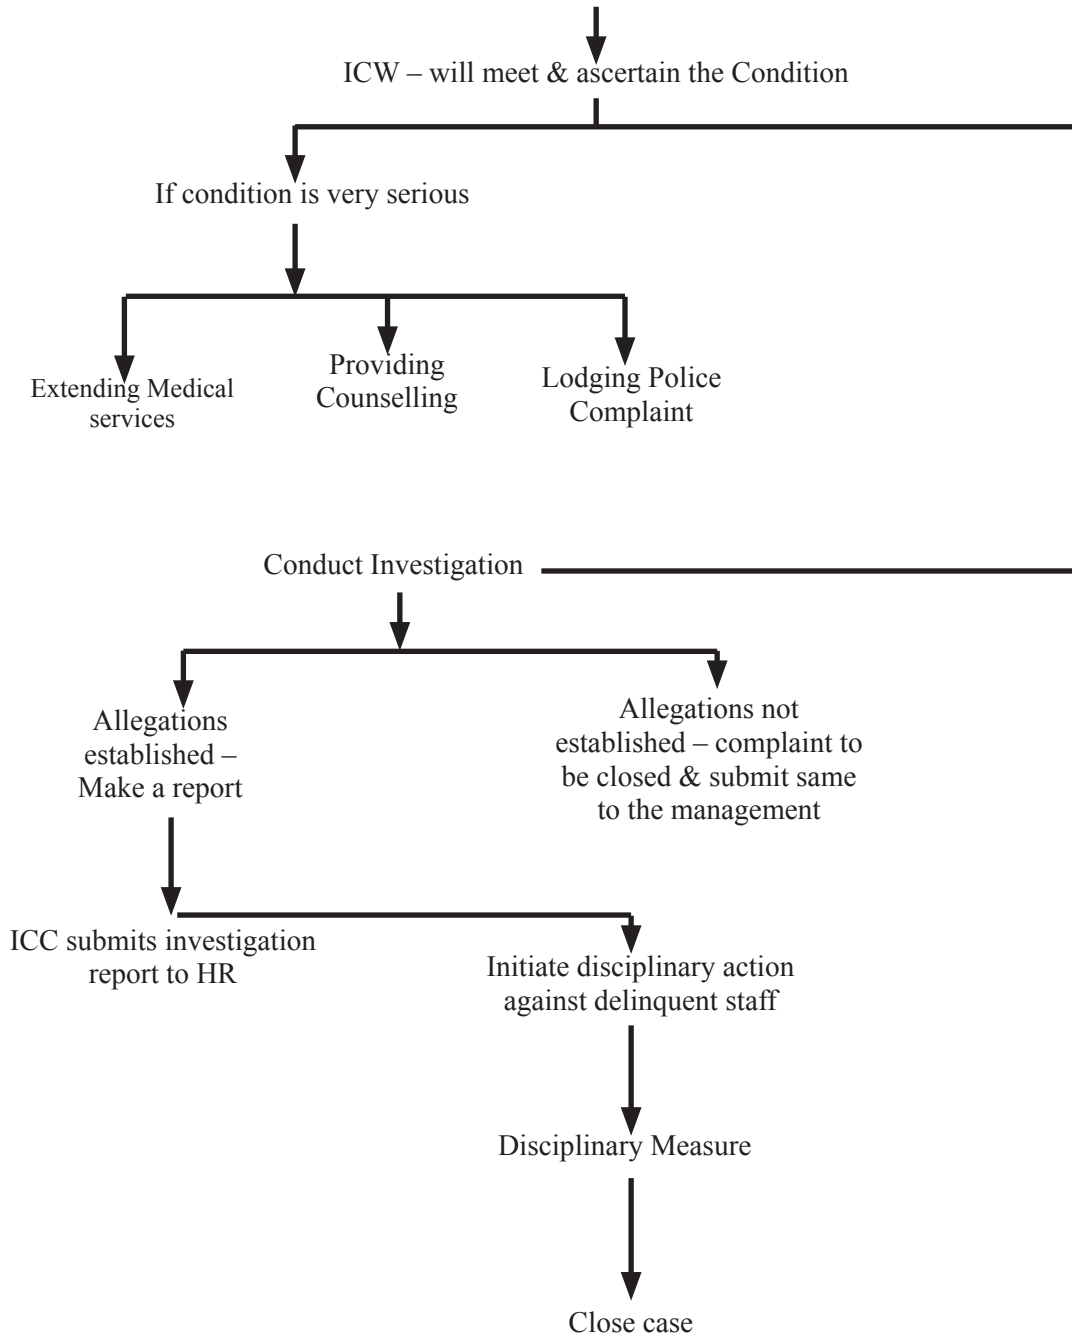 ICW – will meet & ascertain the Condition
If condition is very serious
Extending Medical
services
Providing
Counselling
Lodging Police
Complaint
Conduct Investigation
Allegations
established –
Make a report
Allegations not
established – complaint to
be closed & submit same
to the management
ICC submits investigation
report to HR
Initiate disciplinary action
against delinquent staff
Disciplinary Measure
Close case